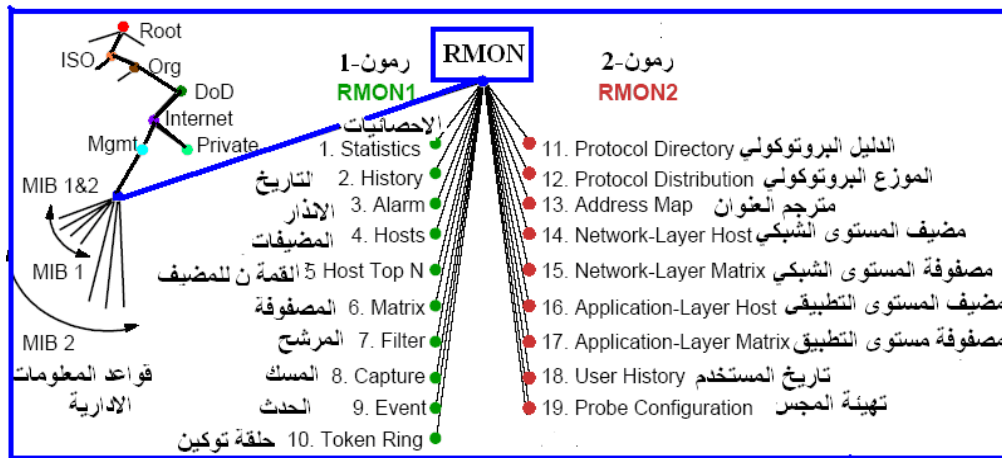 Root
ISO
Org
DoD
Internet
Mgmt
Private
MIB 1&2
MIB 1
MIB 2
قواعد المعلومات
الادارية
RMON
رمون-1
RMON1
الاحصائيات
1. Statistics
2. History التاريخ
3. Alarm الانذار
4. Hosts المضيفات
5 Host Top N القمة ن للمضيف
6. Matrix المصفوفة
7. Filter المرشح
8. Capture المسك
9. Event الحدث
10. Token Ring حلقة توكين
رمون-2
RMON2
11. Protocol Directory الدليل البروتوكولي
12. Protocol Distribution الموزع البروتوكولي
13. Address Map مترجم العنوان
14. Network-Layer Host مضيف المستوى الشبكي
15. Network-Layer Matrix مصفوفة المستوى الشبكي
16. Application-Layer Host مضيف المستوى التطبيقي
17. Application-Layer Matrix مصفوفة مستوى التطبيق
18. User History تاريخ المستخدم
19. Probe Configuration تهيئة المجس